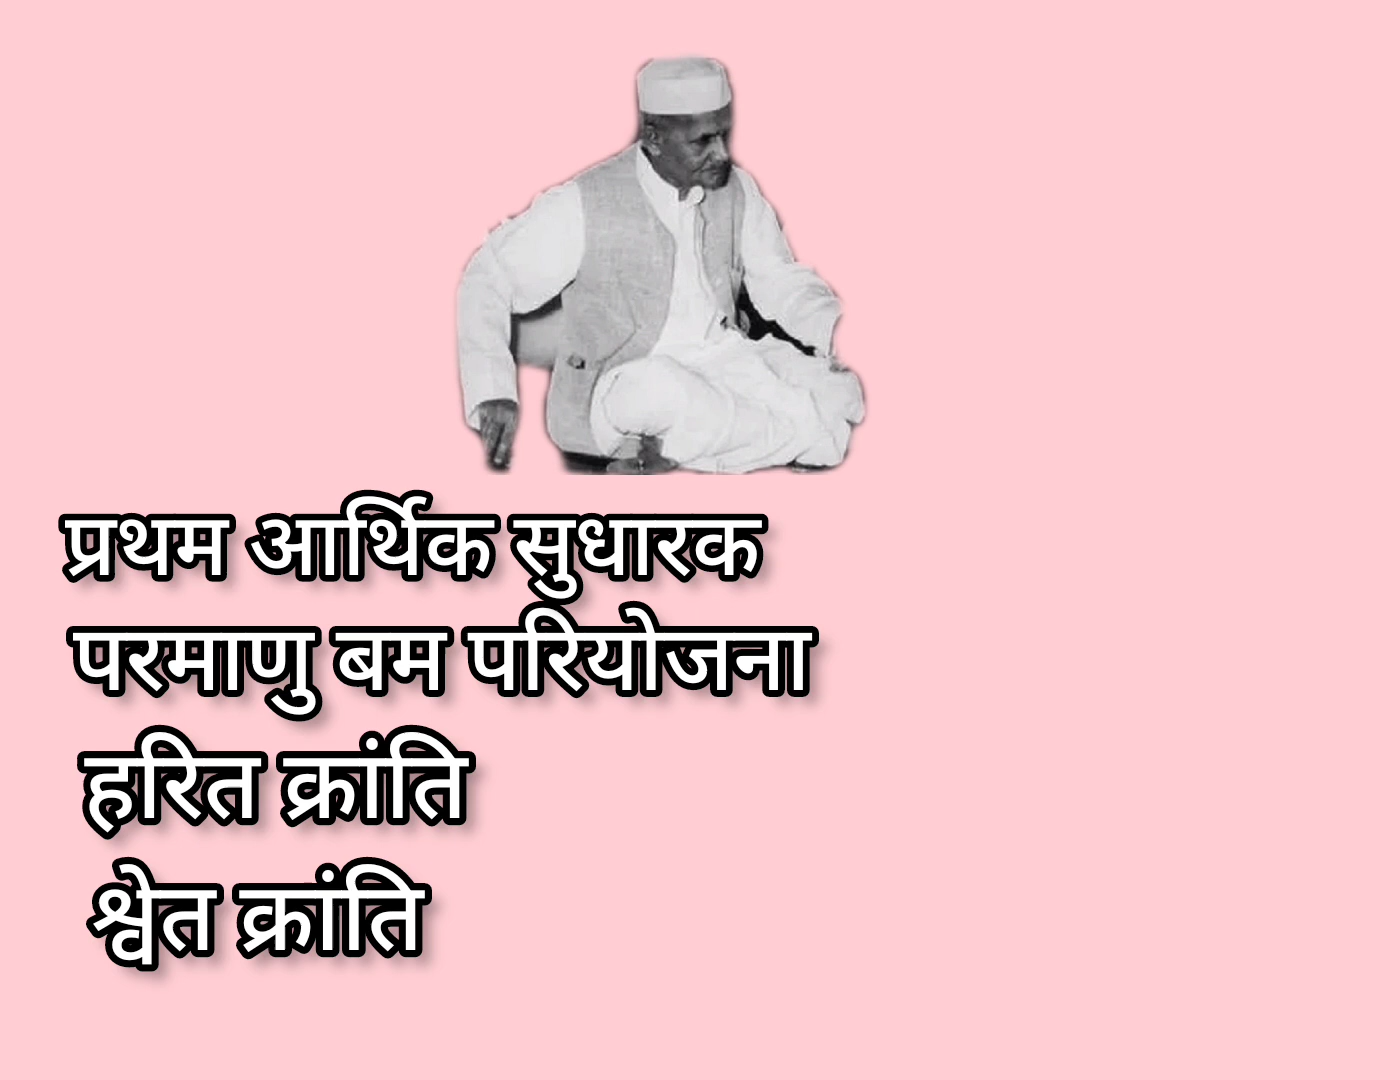 प्रथम आर्थिक सुधारक
परमाणु बम परियोजना
हरित क्रांति
श्वेत क्रांति